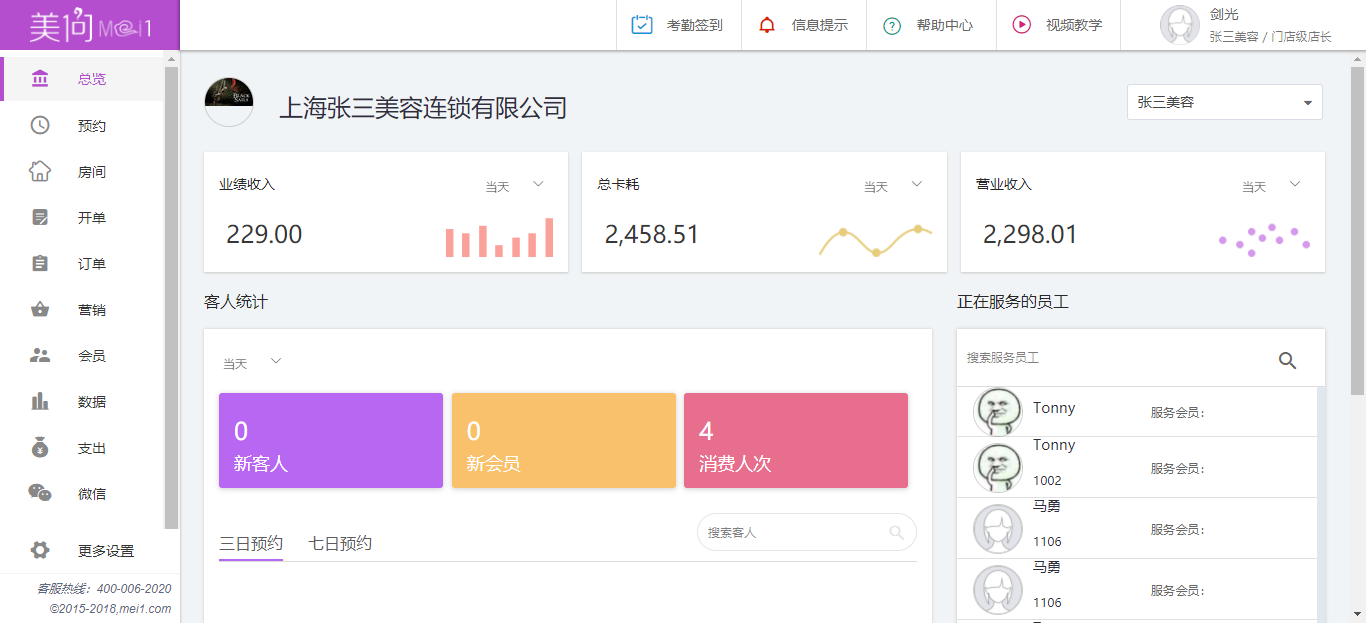 美问Mei1
考勤签到
信息提示
帮助中心
视频教学
剑光
张三美容 / 门店级店长
总览
预约
房间
开单
订单
营销
会员
数据
支出
微信
更多设置
客服热线：400-006-2020
©2015-2018,mei1.com
BLACK SAILS
上海张三美容连锁有限公司
张三美容
业绩收入
当天
229.00
总卡耗
当天
2,458.51
营业收入
当天
2,298.01
客人统计
当天
0
新客人
0
新会员
4
消费人次
三日预约
七日预约
搜索客人
正在服务的员工
搜索服务员工
Tonny
服务会员:
Tonny
1002
服务会员:
马勇
1106
服务会员:
马勇
1106
服务会员: